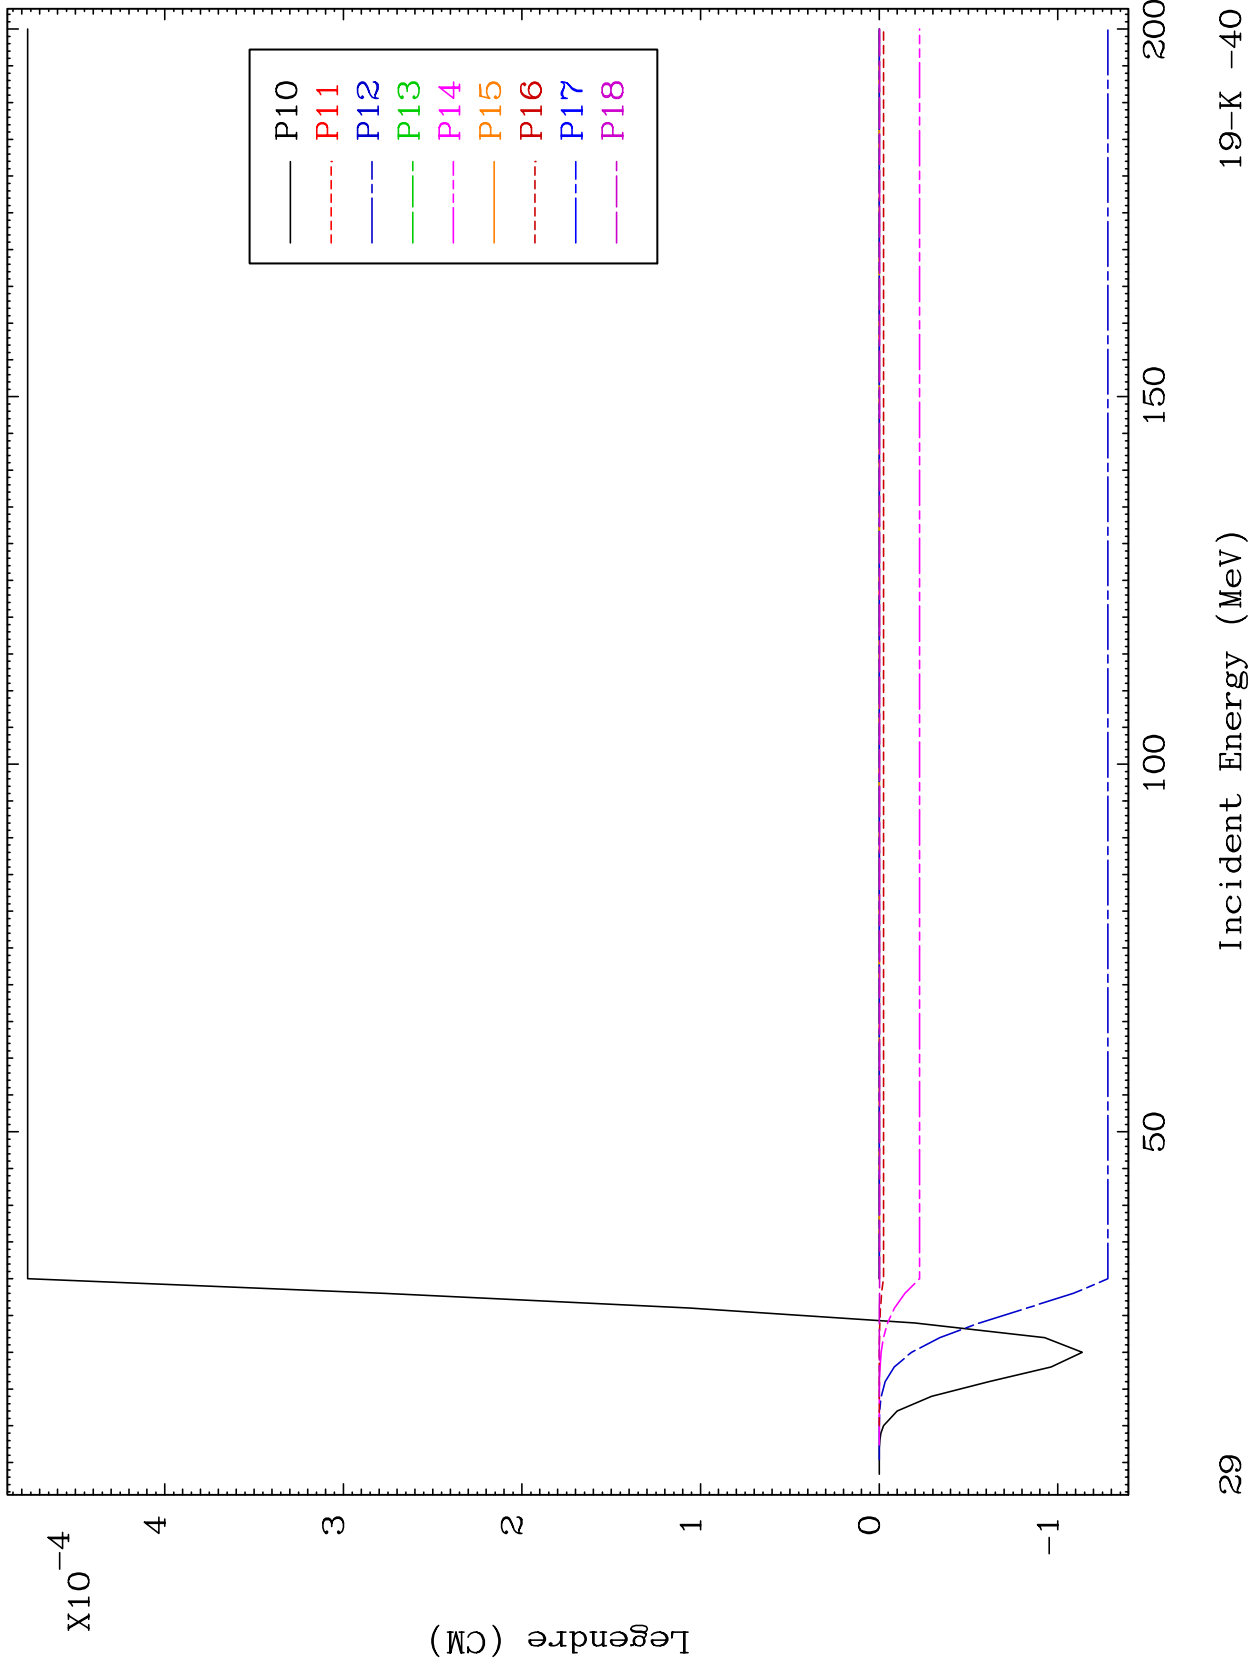 X10-4
Legendre (CM)
4
3
2
1
0
-1
P10
P11
P12
P13
P14
P15
P16
P17
P18
50
100
150
200
Incident Energy (MeV)
29
19-K -40